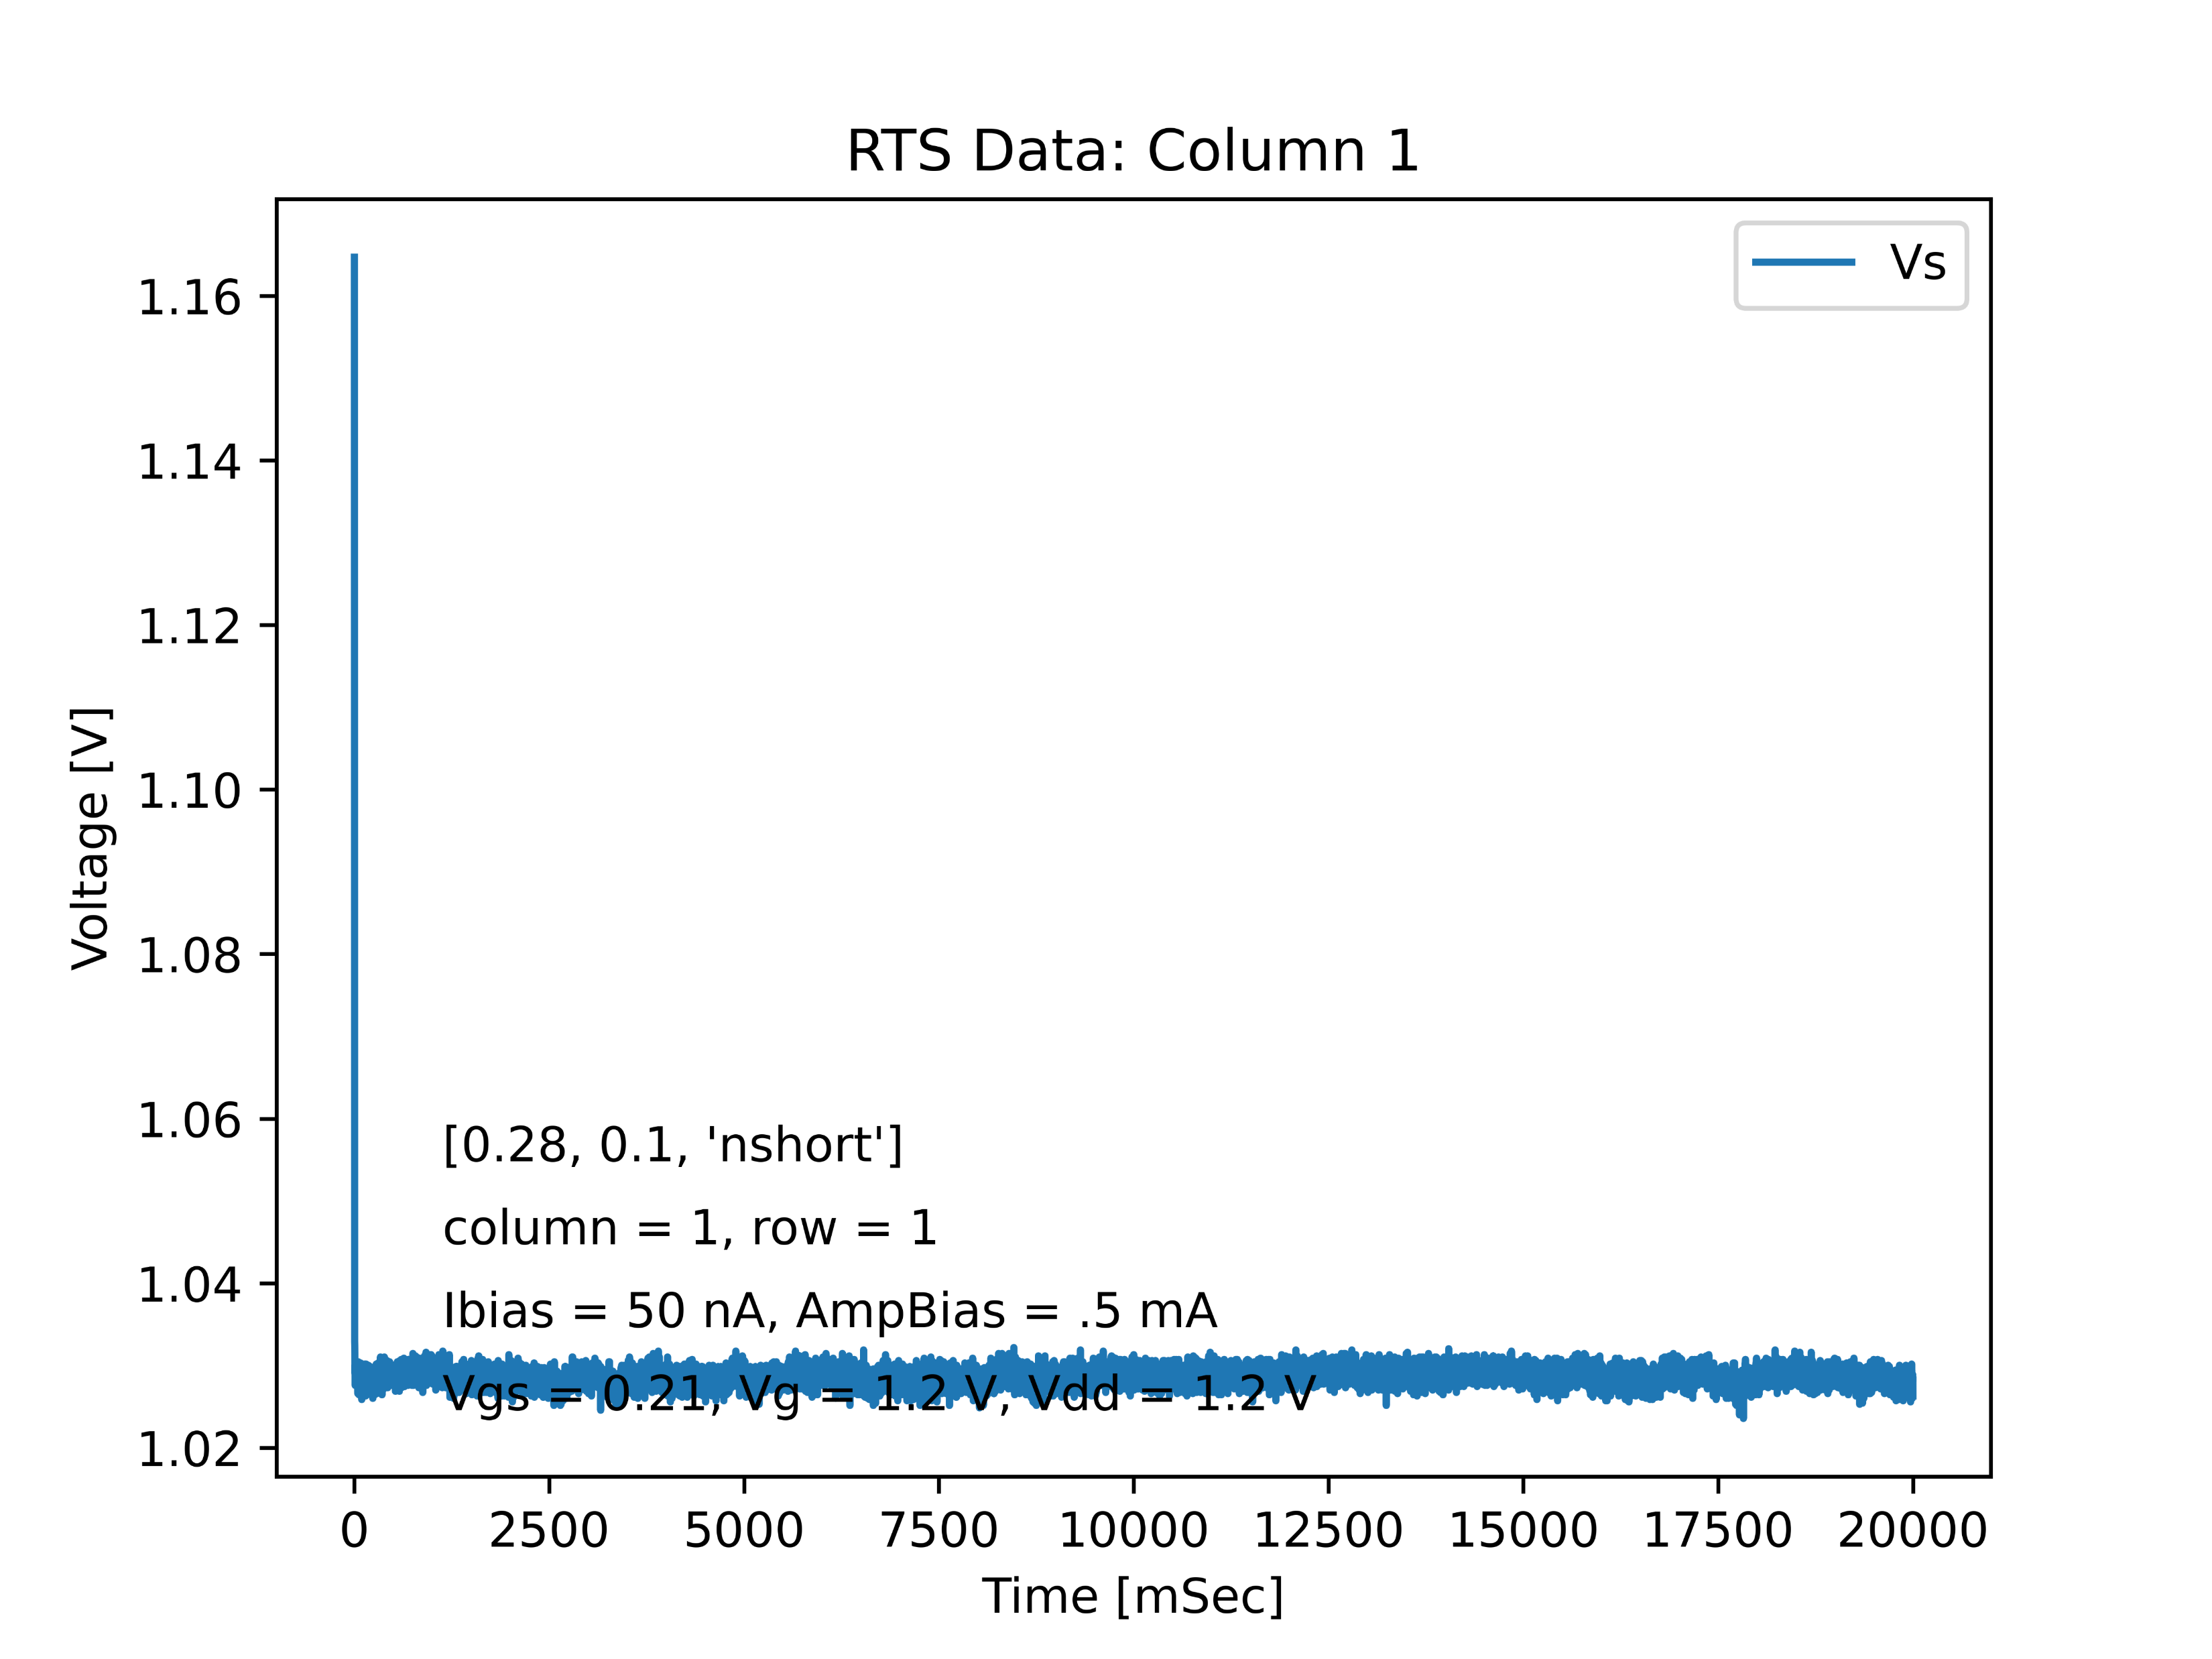 RTS Data: Column 1
Vs
Voltage [V]
1.16
1.14
1.12
1.10
1.08
1.06
1.04
1.02
[0.28, 0.1, 'nshort']
column = 1, row = 1
Ibias = 50 nA, AmpBias = .5 mA
Vgs = 0.21, Vg = 1.2 V, Vdd = 1.2 V
0 2500 5000 7500 10000 12500 15000 17500 20000
Time [mSec]